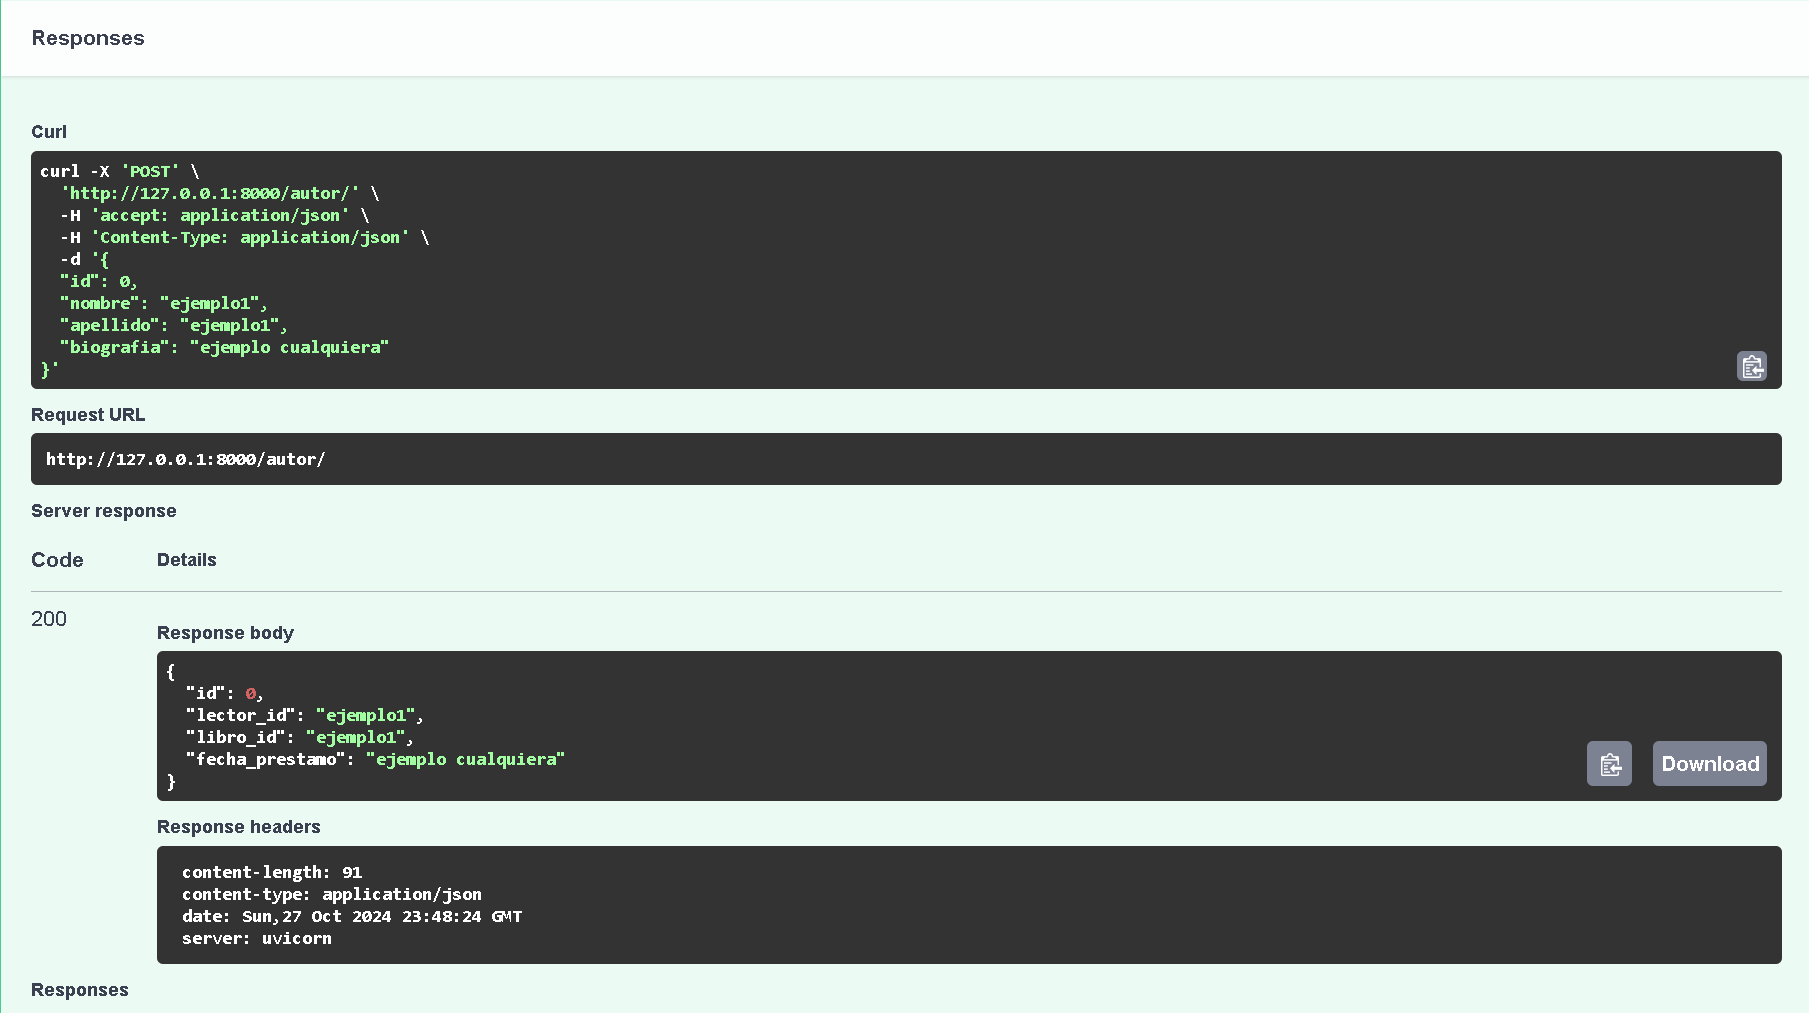 Responses
Curl
curl -X 'POST' \
  'http://127.0.0.1:8000/autor/' \
  -H 'accept: application/json' \
  -H 'Content-Type: application/json' \
  -d '{
  "id": 0,
  "nombre": "ejemplo1",
  "apellido": "ejemplo1",
  "biografia": "ejemplo cualquiera"
}'
Request URL
http://127.0.0.1:8000/autor/
Server response
Code Details
200
Response body
{
  "id": 0,
  "lector_id": "ejemplo1",
  "libro_id": "ejemplo1",
  "fecha_prestamo": "ejemplo cualquiera"
}
Download
Response headers
content-length: 91
content-type: application/json
date: Sun,27 Oct 2024 23:48:24 GMT
server: uvicorn
Responses